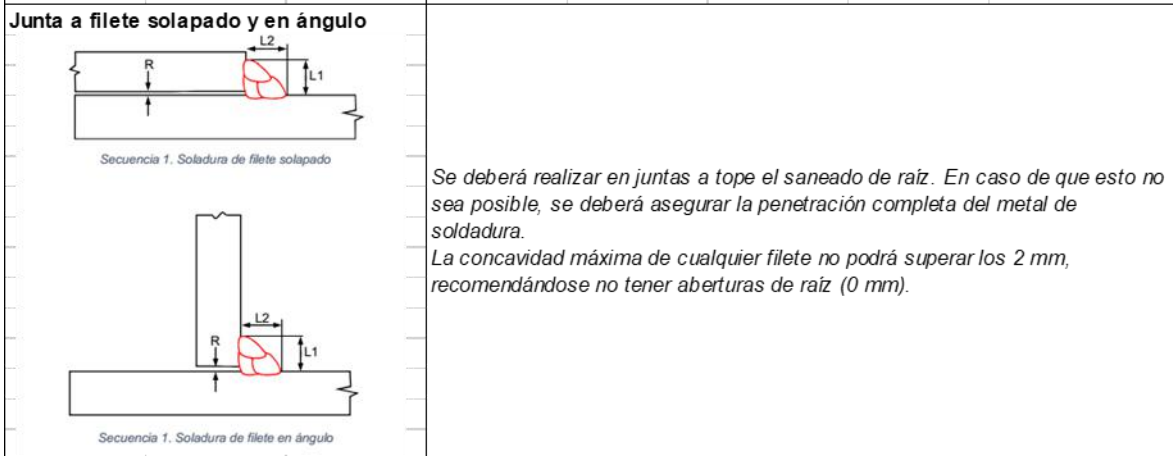 Junta a filete solapado y en ángulo
L2
R
L1
Secuencia 1. Soladura de filete solapado
L2
R
L1
Secuencia 1. Soladura de filete en ángulo
Se deberá realizar en juntas a tope el saneado de raíz. En caso de que esto no
sea posible, se deberá asegurar la penetración completa del metal de
soldadura.
La concavidad máxima de cualquier filete no podrá superar los 2 mm,
recomendándose no tener aberturas de raíz (0 mm).